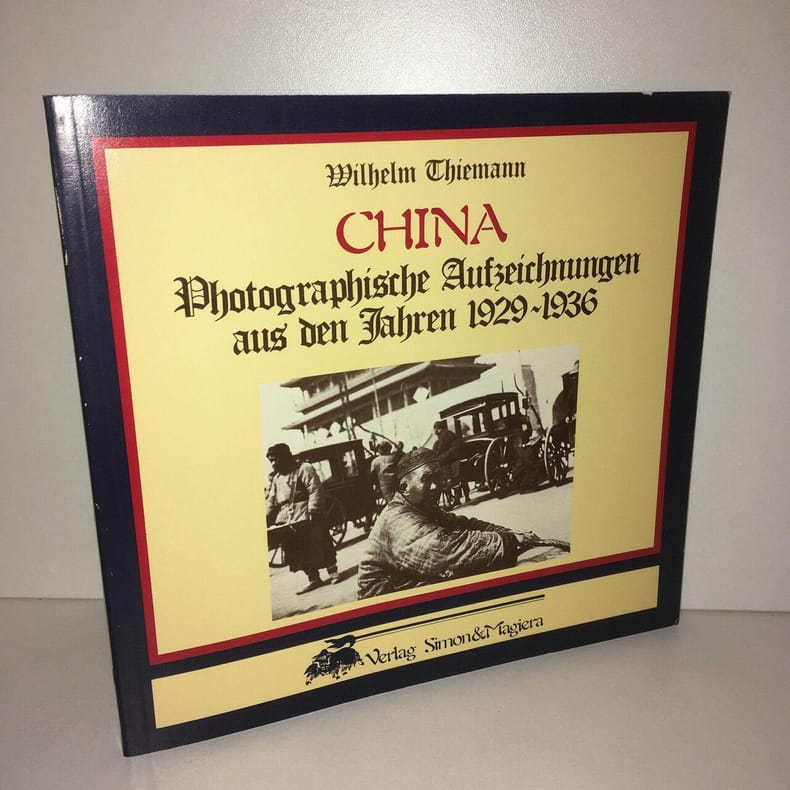 Wilhelm Thiemann
CHINA
Photographische Aufzeichnungen
aus den Jahren 1929~1936
Verlag Simon&Magiera